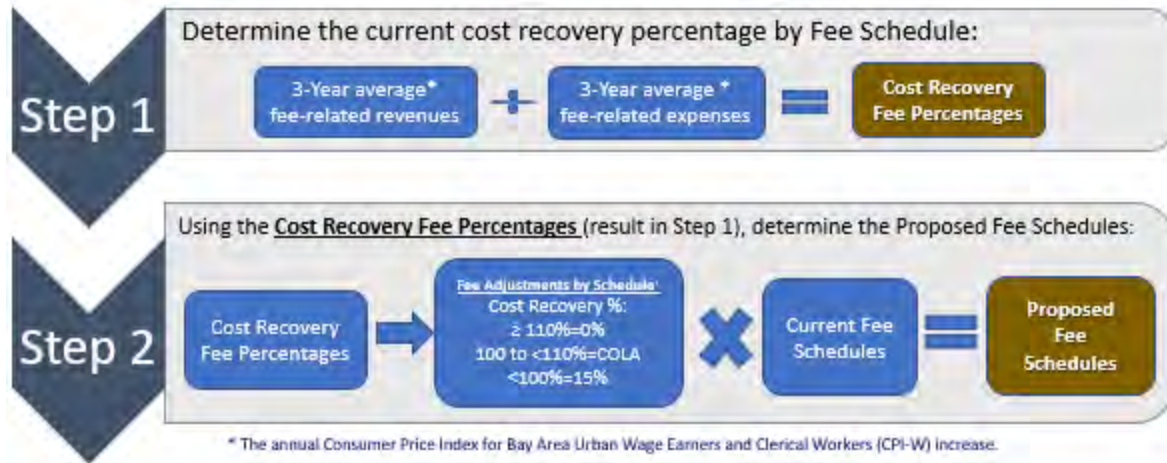 Determine the current cost recovery percentage by Fee Schedule:
Step 1
3-Year average*
fee-related revenues
3-Year average *
fee-related expenses
Cost Recovery
Fee Percentages
Using the Cost Recovery Fee Percentages (result in Step 1), determine the Proposed Fee Schedules:
Step 2
Cost Recovery
Fee Percentages
Fee Adjustments by Schedule*
Cost Recovery %:
≥ 110%=0%
100 to <110%=COLA
<100%=15%
Current Fee
Schedules
Proposed
Fee
Schedules
* The annual Consumer Price Index for Bay Area Urban Wage Earners and Clerical Workers (CPI-W) increase.